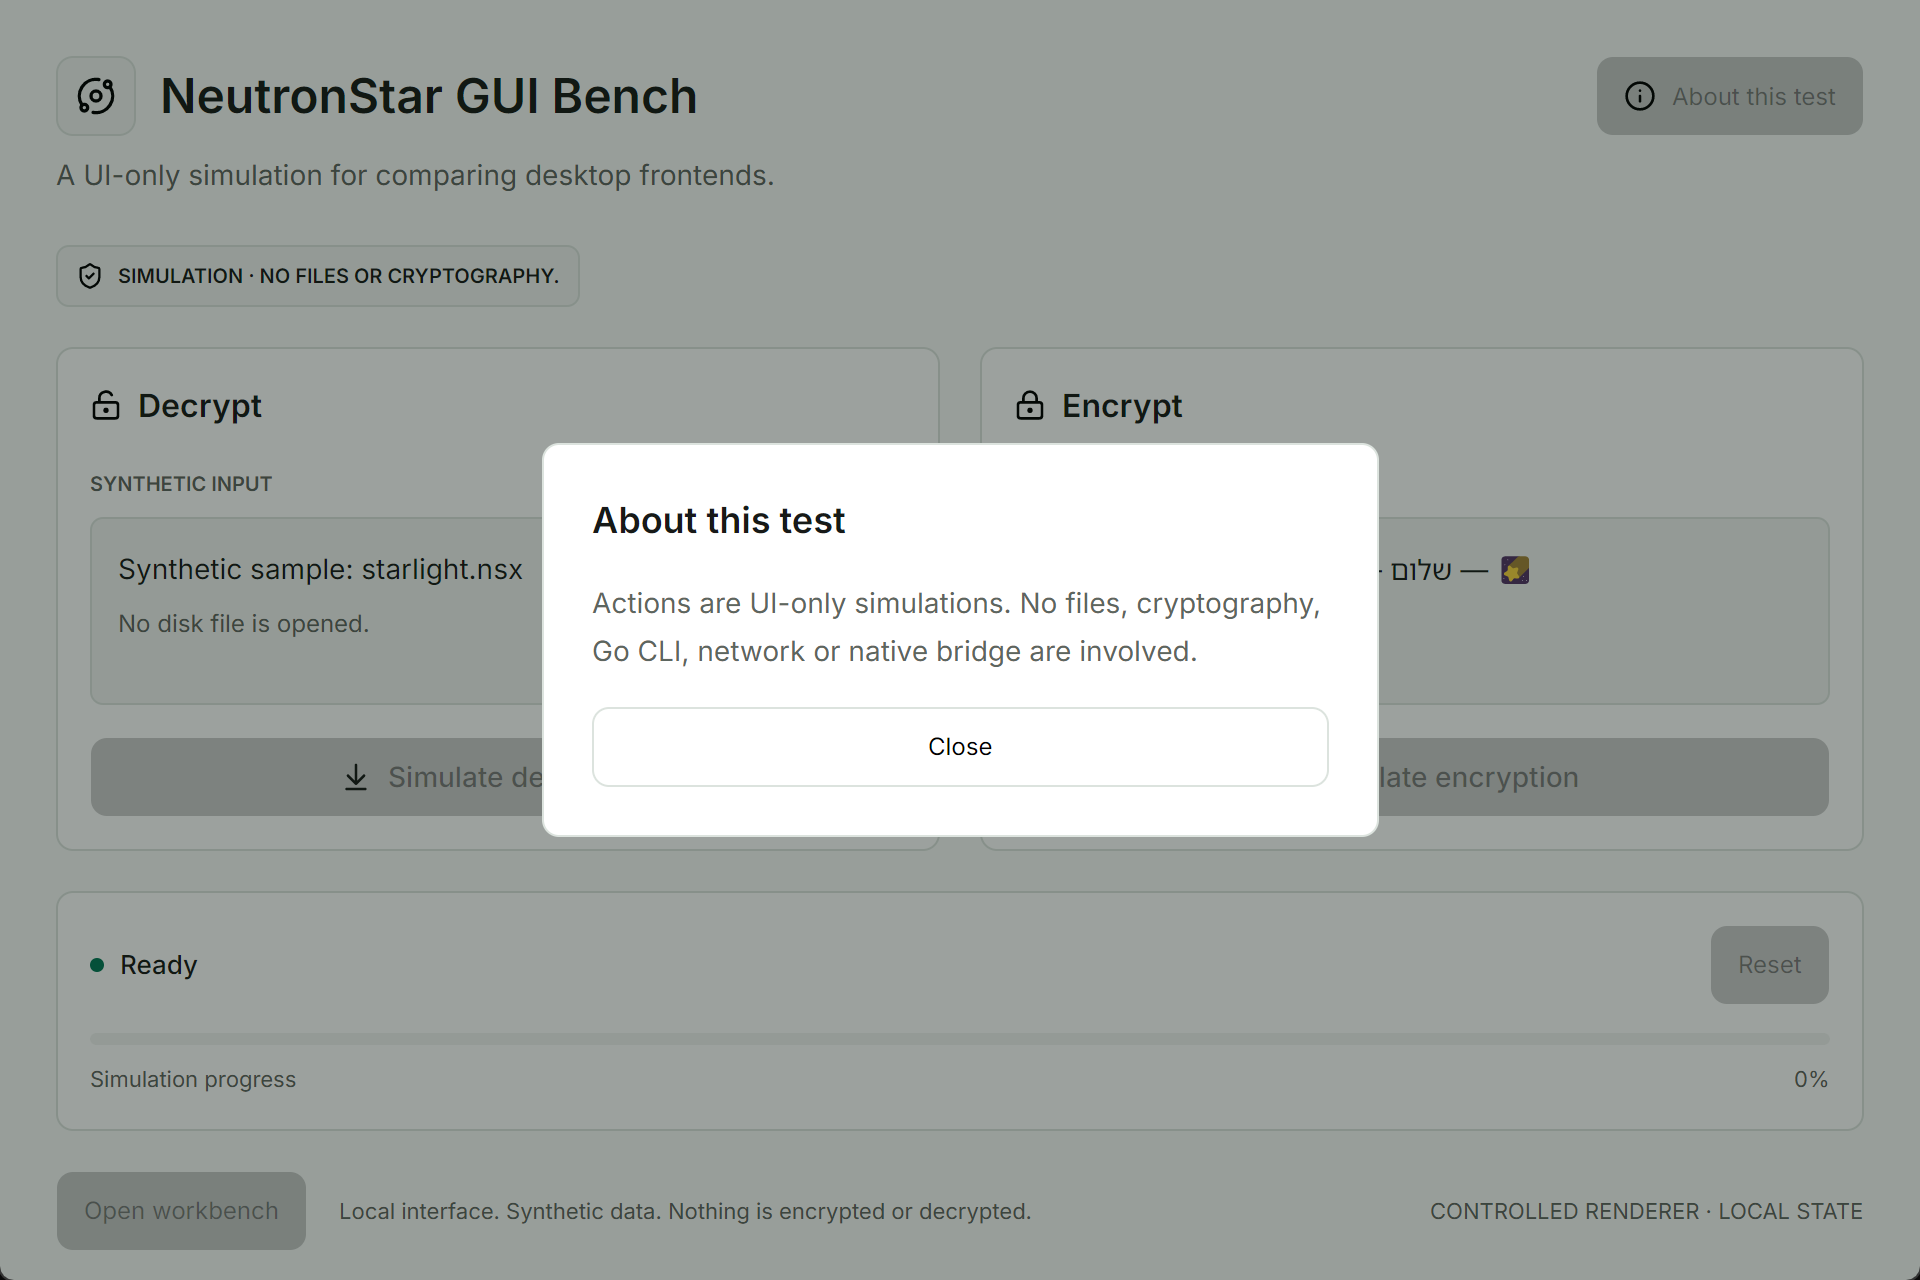 NeutronStar GUI Bench
About this test
A UI-only simulation for comparing desktop frontends.
SIMULATION · NO FILES OR CRYPTOGRAPHY.
Decrypt
Encrypt
SYNTHETIC INPUT
Synthetic sample: starlight.nsx
שלום —
No disk file is opened.
About this test
Actions are UI-only simulations. No files, cryptography,
Go CLI, network or native bridge are involved.
Close
Simulate
encryption
Ready
Reset
Simulation progress
0%
Open workbench
Local interface. Synthetic data. Nothing is encrypted or decrypted.
CONTROLLED RENDERER · LOCAL STATE